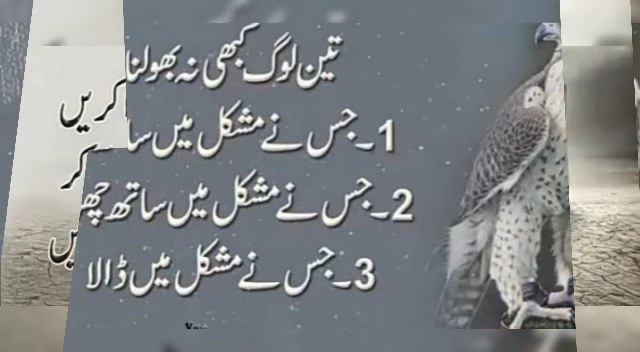 تین لوگ کبھی نہ بھولنا
1۔جس نے مشکل میں
2۔جس نے مشکل میں ساتھ
3۔جس نے مشکل میں ڈالا
کریں
کر